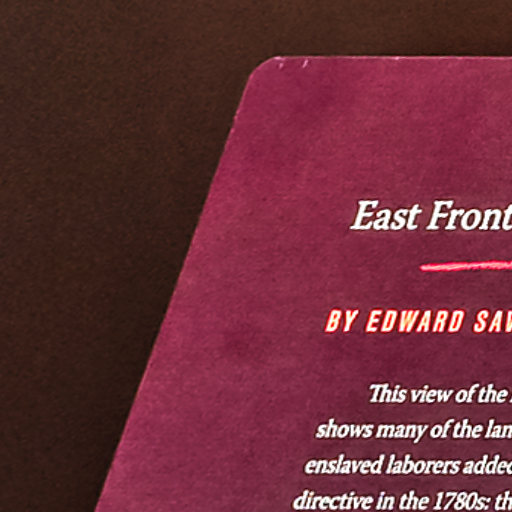 East Front
BY EDWARD SAV
This view of the
shows many of the lan
enslaved laborers added
directive in the 1780s: th